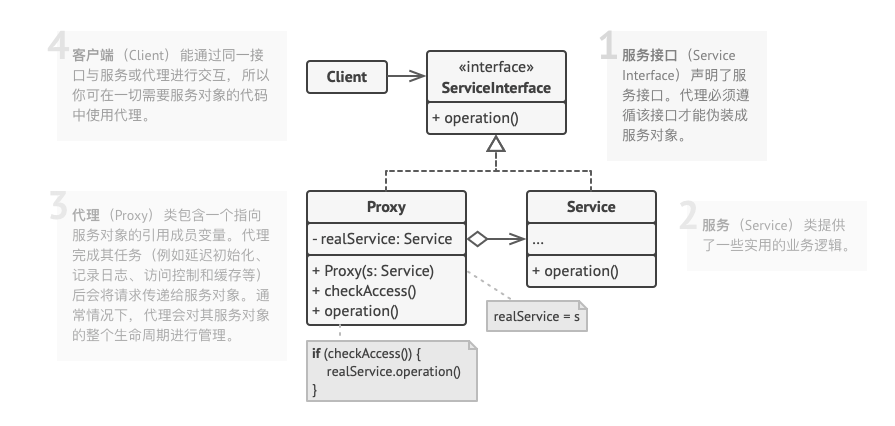 4
客户端 （Client） 能通过同一接
口与服务或代理进行交互， 所以
你可在一切需要服务对象的代码
中使用代理。
Client
«interface»
ServiceInterface
+ operation()
1
服务接口 （Service
Interface） 声明了服
务接口。代理必须遵
循该接口才能伪装成
服务对象。
3
代理 （Proxy） 类包含一个指向
服务对象的引用成员变量。代理
完成其任务 （例如延迟初始化、
记录日志、访问控制和缓存等）
后会将请求传递给服务对象。 通
常情况下， 代理会对其服务对象
的整个生命周期进行管理。
Proxy
- realService: Service
+ Proxy(s: Service)
+ checkAccess()
+ operation()
Service
...
+ operation()
2
服务 （Service） 类提供
了一些实用的业务逻辑。
realService = s
if (checkAccess()) {
realService.operation()
}